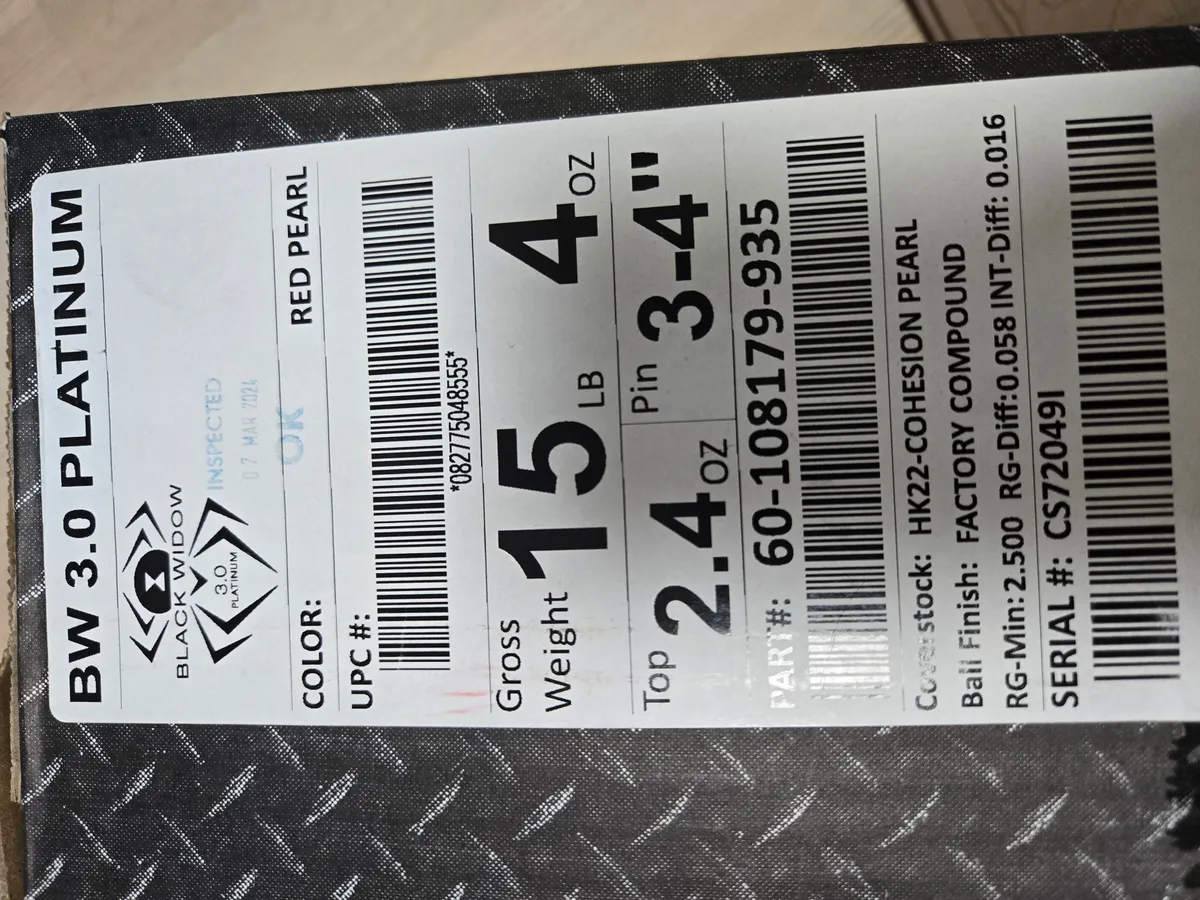 BW 3.0 PLATINUM
BLACK WIDOW
3.0
PLATINUM
INSPECTED
07 MAR 2024
OK
COLOR: RED PEARL
UPC #:
*082775048555*
Gross Weight 15 LB 4 OZ
Top 2.4 OZ Pin 3-4"
PART#: 60-108179-935
Coverstock: HK22-COHESION PEARL
Ball Finish: FACTORY COMPOUND
RG-Min: 2.500 RG-Diff:0.058 INT-Diff: 0.016
SERIAL #: CS72049I